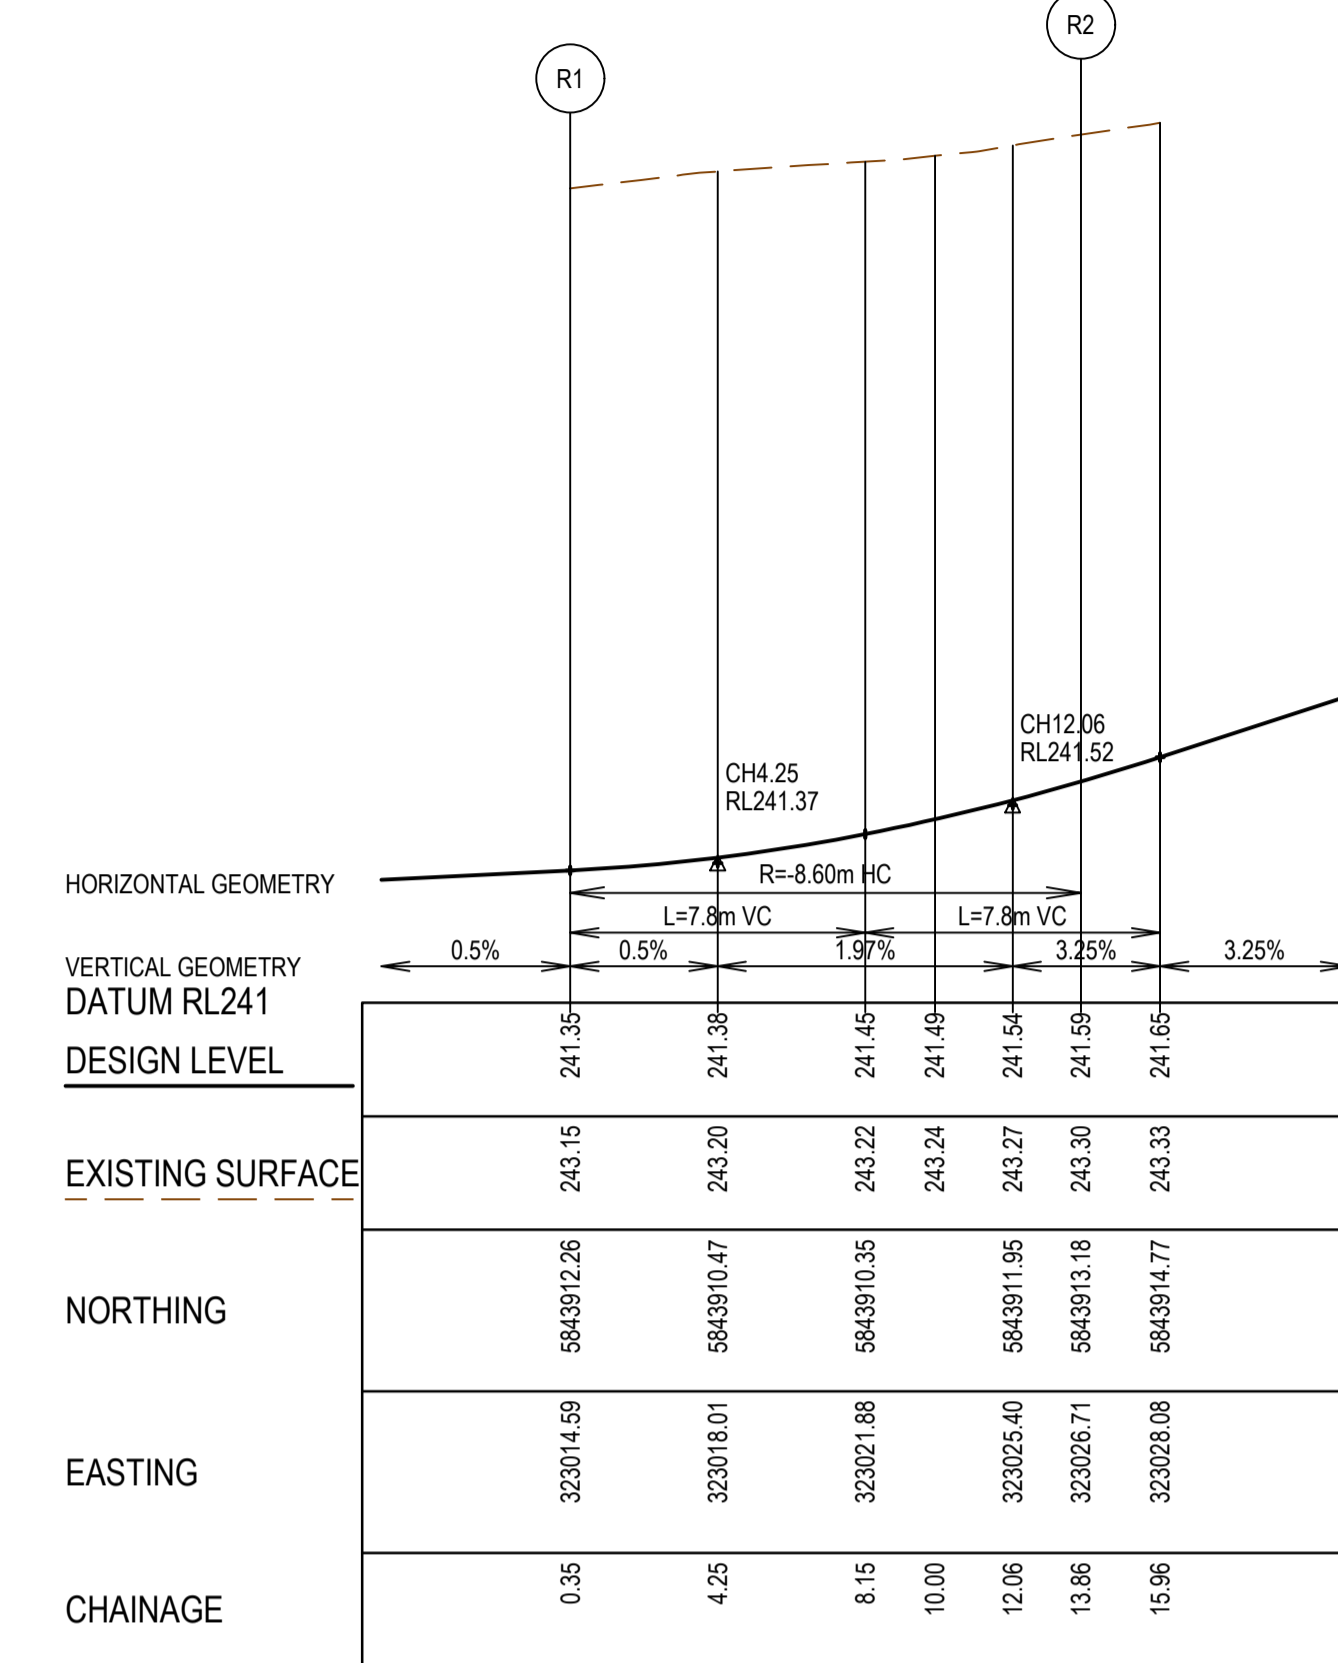 R2
R1
CH12.06
RL241.52
CH4.25
RL241.37
HORIZONTAL GEOMETRY
R=-8.60m HC
L=7.8m VC
L=7.8m VC
VERTICAL GEOMETRY
0.5%
0.5%
1.97%
3.25%
3.25%
DATUM RL241
DESIGN LEVEL
241.35
241.38
241.45
241.49
241.54
241.59
241.65
EXISTING SURFACE
243.15
243.20
243.22
243.24
243.27
243.30
243.33
NORTHING
5843912.26
5843910.47
5843910.35
5843911.95
5843913.18
5843914.77
EASTING
323014.59
323018.01
323021.88
323025.40
323026.71
323028.08
CHAINAGE
0.35
4.25
8.15
10.00
12.06
13.86
15.96